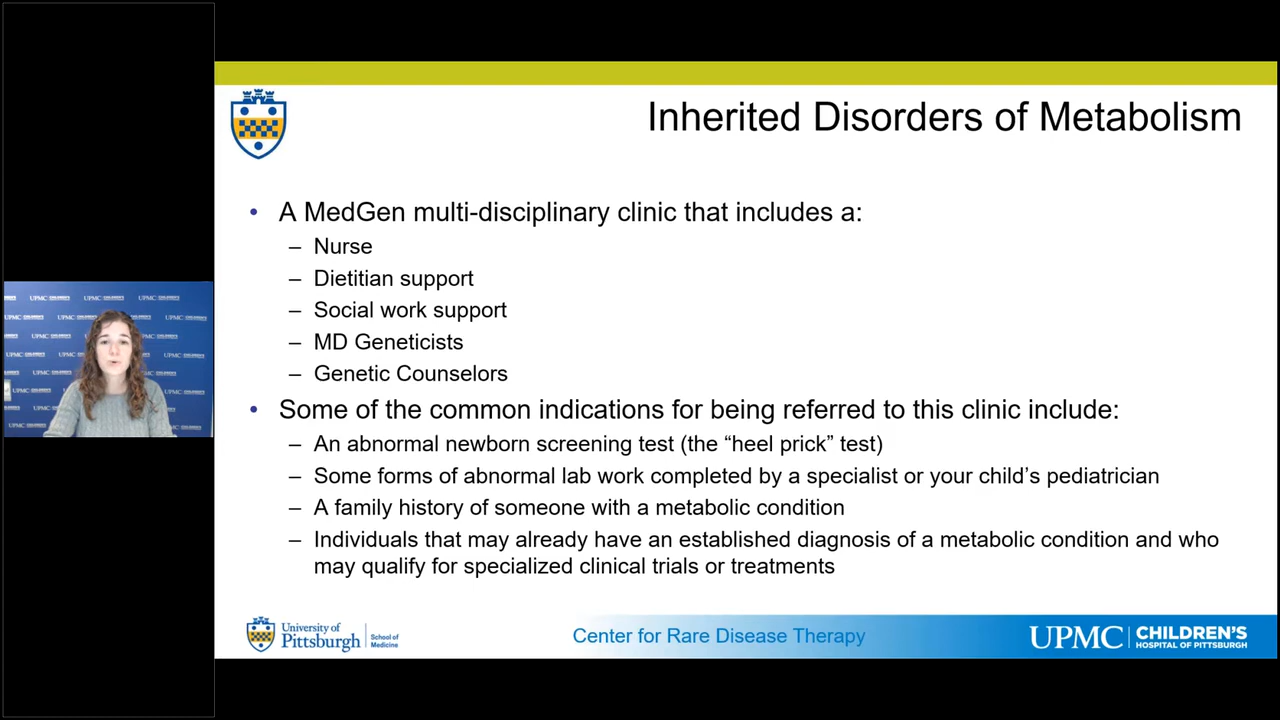 Inherited Disorders of Metabolism
• A MedGen multi-disciplinary clinic that includes a:
– Nurse
– Dietitian support
– Social work support
– MD Geneticists
– Genetic Counselors
• Some of the common indications for being referred to this clinic include:
– An abnormal newborn screening test (the “heel prick” test)
– Some forms of abnormal lab work completed by a specialist or your child’s pediatrician
– A family history of someone with a metabolic condition
– Individuals that may already have an established diagnosis of a metabolic condition and who
may qualify for specialized clinical trials or treatments
University of
Pittsburgh
School of
Medicine
Center for Rare Disease Therapy
UPMC
CHILDREN'S
HOSPITAL OF PITTSBURGH